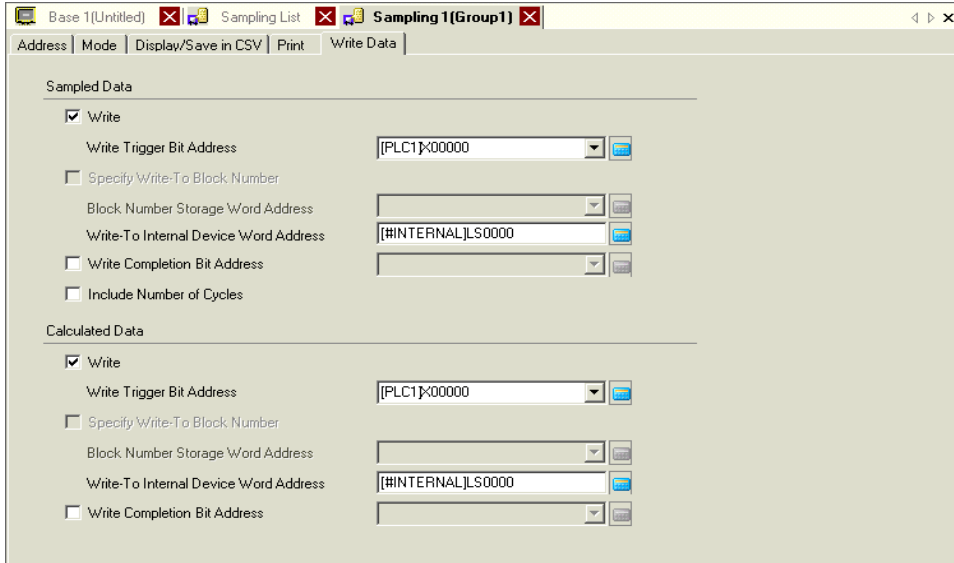 Base 1(Untitled) Sampling List Sampling 1(Group1)
Address Mode Display/Save in CSV Print Write Data
Sampled Data
Write
Write Trigger Bit Address [PLC1]X00000
Specify Write-To Block Number
Block Number Storage Word Address
Write-To Internal Device Word Address [#INTERNAL]LS0000
Write Completion Bit Address
Include Number of Cycles
Calculated Data
Write
Write Trigger Bit Address [PLC1]X00000
Specify Write-To Block Number
Block Number Storage Word Address
Write-To Internal Device Word Address [#INTERNAL]LS0000
Write Completion Bit Address